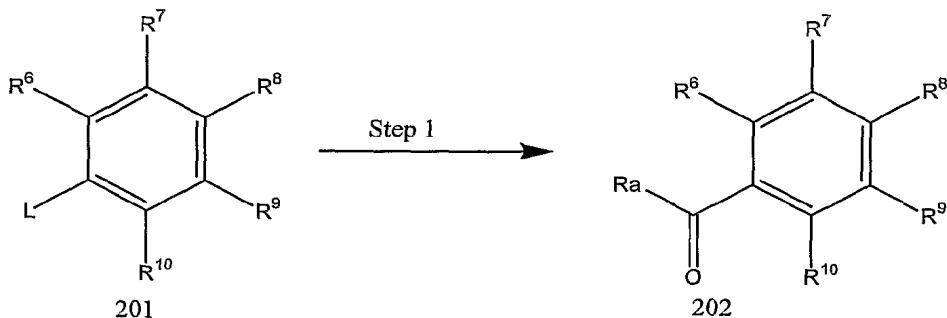 R⁷
R⁶
R⁸
L
R⁹
R¹⁰
201
Step 1
R⁷
R⁶
R⁸
Ra
R⁹
O
R¹⁰
202